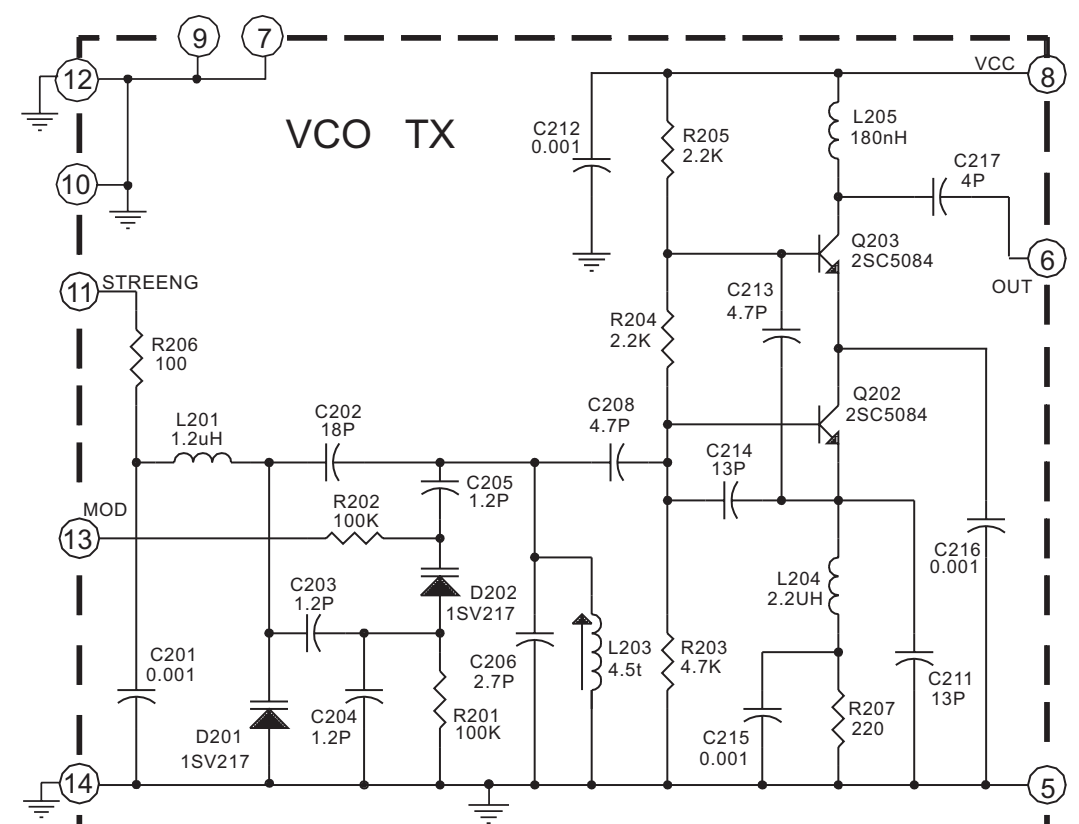 9
7
12
VCC
8
VCO TX
L205
180nH
C212
0.001
R205
2.2K
C217
4P
10
Q203
2SC5084
6
OUT
11
STREENG
C213
4.7P
R204
2.2K
R206
100
Q202
2SC5084
L201
1.2uH
C202
18P
C208
4.7P
C214
13P
C205
1.2P
MOD
13
R202
100K
C216
0.001
L204
2.2UH
C203
1.2P
D202
1SV217
C201
0.001
C206
2.7P
L203
4.5t
R203
4.7K
C211
13P
D201
1SV217
C204
1.2P
R201
100K
C215
0.001
R207
220
14
5